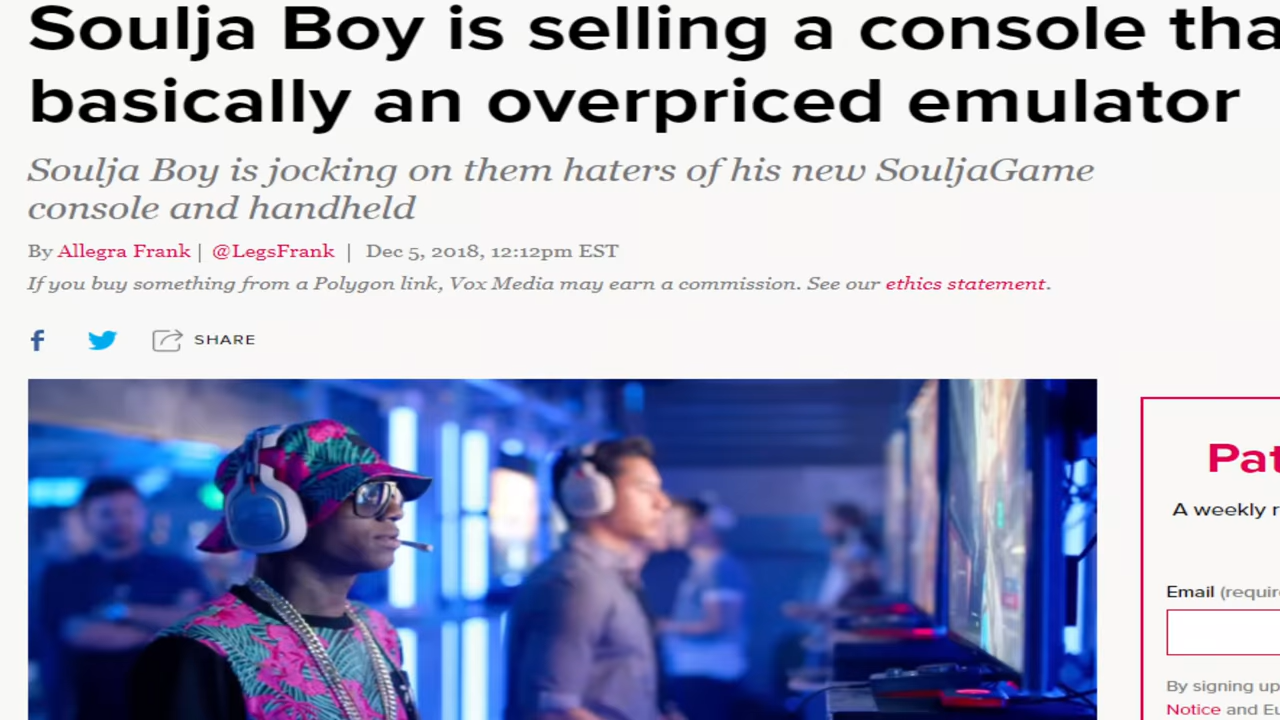 Soulja Boy is selling a console tha
basically an overpriced emulator
Soulja Boy is jocking on them haters of his new SouljaGame
console and handheld
By Allegra Frank | @LegsFrank | Dec 5, 2018, 12:12pm EST
If you buy something from a Polygon link, Vox Media may earn a commission. See our ethics statement.
SHARE
Pat
A weekly r
Email (require
By signing up
Notice and Eu